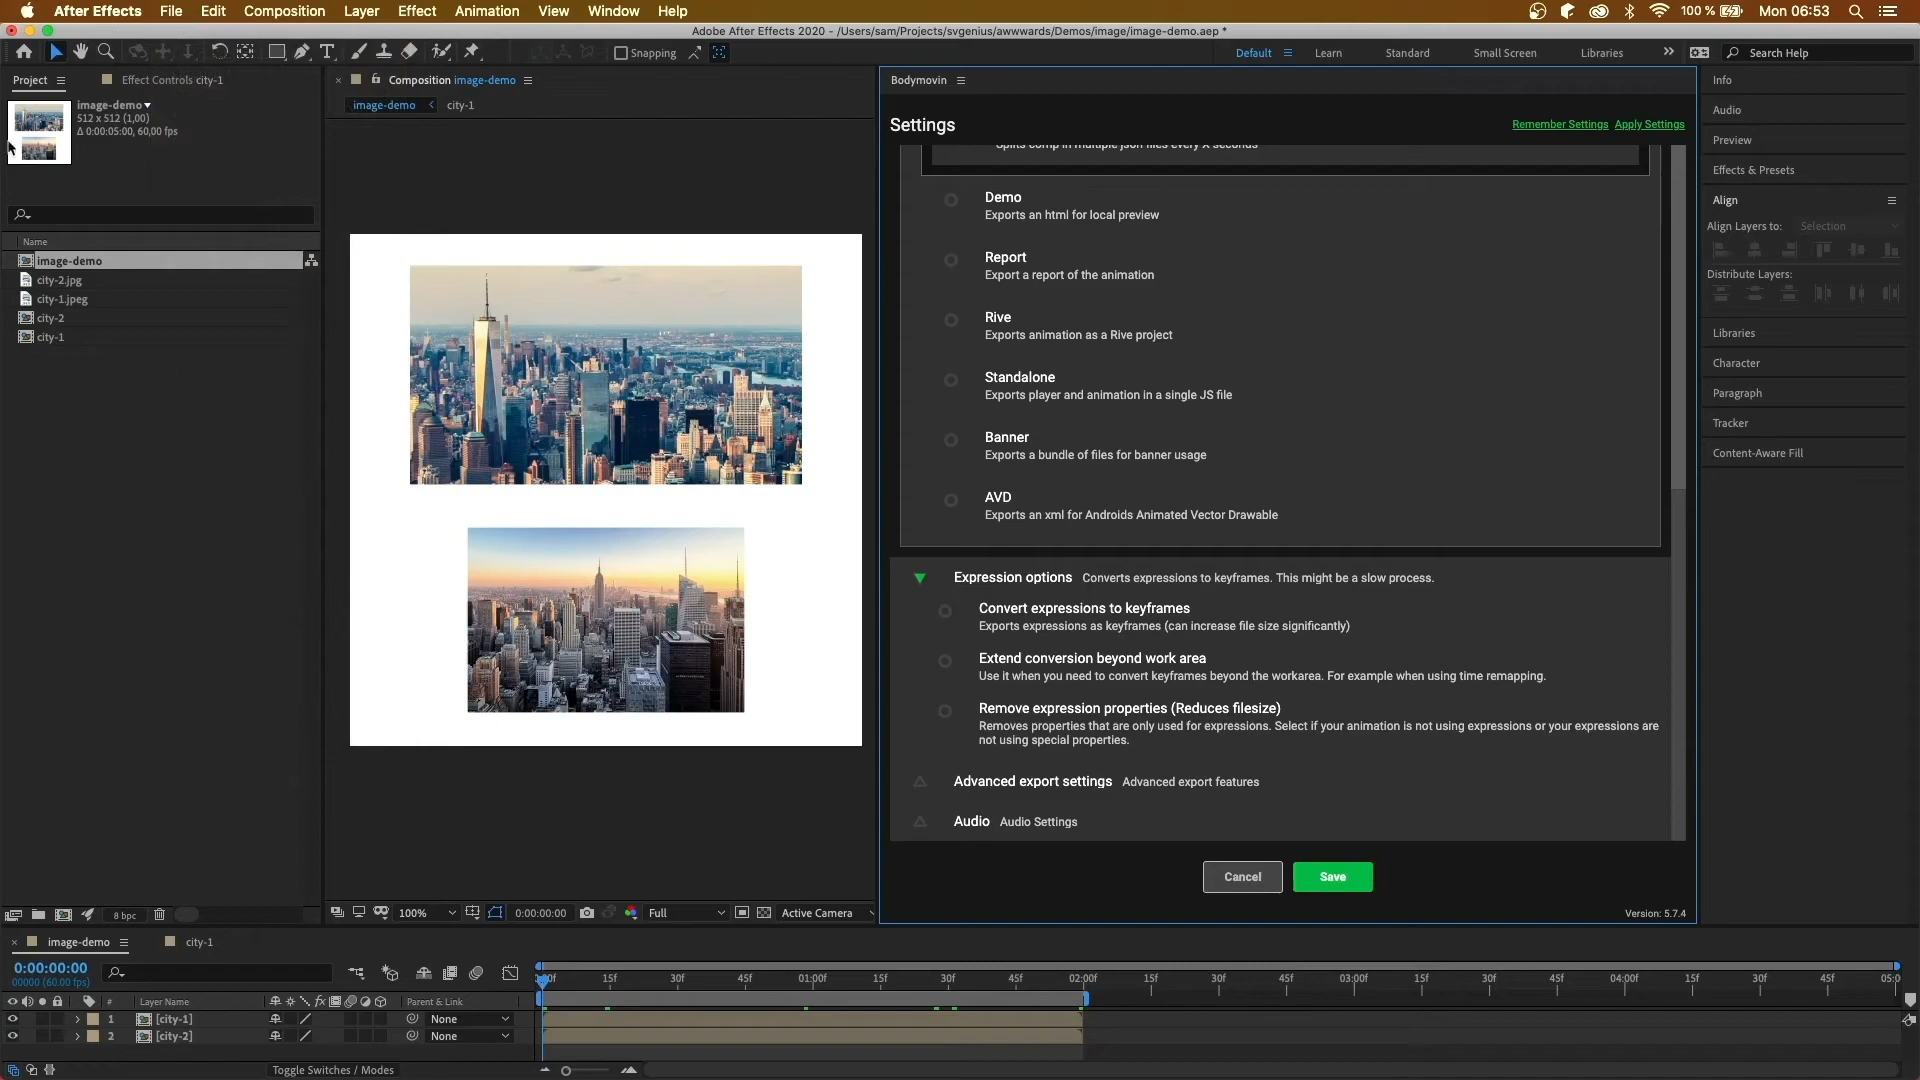 After Effects File Edit Composition Layer Effect Animation View Window Help 100 % Mon 06:53
Adobe After Effects 2020 - /Users/sam/Projects/svgenius/awwwards/Demos/image/image-demo.aep *
Snapping Default Learn Standard Small Screen Libraries Search Help
Project Effect Controls city-1
image-demo
512 x 512 (1,00)
Δ 0:00:05:00, 60,00 fps
Name
image-demo
city-2.jpg
city-1.jpeg
city-2
city-1
8 bpc
Composition image-demo
image-demo city-1
100% 0:00:00:00 Full Active Camera
Bodymovin
Settings
Remember Settings Apply Settings
Splits comp in multiple json files every X seconds
Demo
Exports an html for local preview
Report
Export a report of the animation
Rive
Exports animation as a Rive project
Standalone
Exports player and animation in a single JS file
Banner
Exports a bundle of files for banner usage
AVD
Exports an xml for Androids Animated Vector Drawable
Expression options Converts expressions to keyframes. This might be a slow process.
Convert expressions to keyframes
Exports expressions as keyframes (can increase file size significantly)
Extend conversion beyond work area
Use it when you need to convert keyframes beyond the workarea. For example when using time remapping.
Remove expression properties (Reduces filesize)
Removes properties that are only used for expressions. Select if your animation is not using expressions or your expressions are
not using special properties.
Advanced export settings Advanced export features
Audio Audio Settings
Cancel Save
Version: 5.7.4
Info
Audio
Preview
Effects & Presets
Align
Align Layers to: Selection
Distribute Layers:
Libraries
Character
Paragraph
Tracker
Content-Aware Fill
image-demo city-1
0:00:00:00
00000 (60.00 fps)
:00f 15f 30f 45f 01:00f 15f 30f 45f 02:00f 15f 30f 45f 03:00f 15f 30f 45f 04:00f 15f 30f 45f 05:0
# Layer Name fx Parent & Link
1 [city-1] None
2 [city-2] None
Toggle Switches / Modes